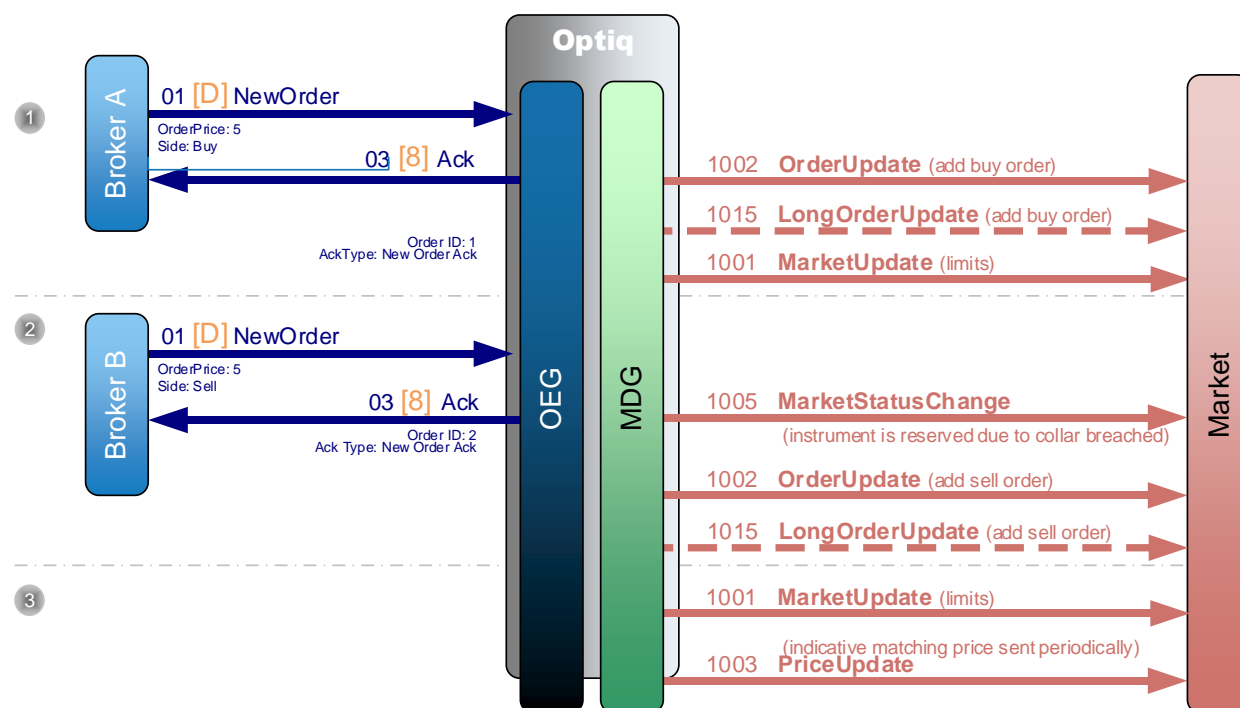 Optiq
1
Broker A
01 [D] NewOrder
OrderPrice: 5
Side: Buy
03 [8] Ack
Order ID: 1
AckType: New Order Ack
1002 OrderUpdate (add buy order)
1015 LongOrderUpdate (add buy order)
1001 MarketUpdate (limits)
OEG
MDG
Market
2
Broker B
01 [D] NewOrder
OrderPrice: 5
Side: Sell
03 [8] Ack
Order ID: 2
Ack Type: New Order Ack
1005 MarketStatusChange
(instrument is reserved due to collar breached)
1002 OrderUpdate (add sell order)
1015 LongOrderUpdate (add sell order)
3
1001 MarketUpdate (limits)
(indicative matching price sent periodically)
1003 PriceUpdate